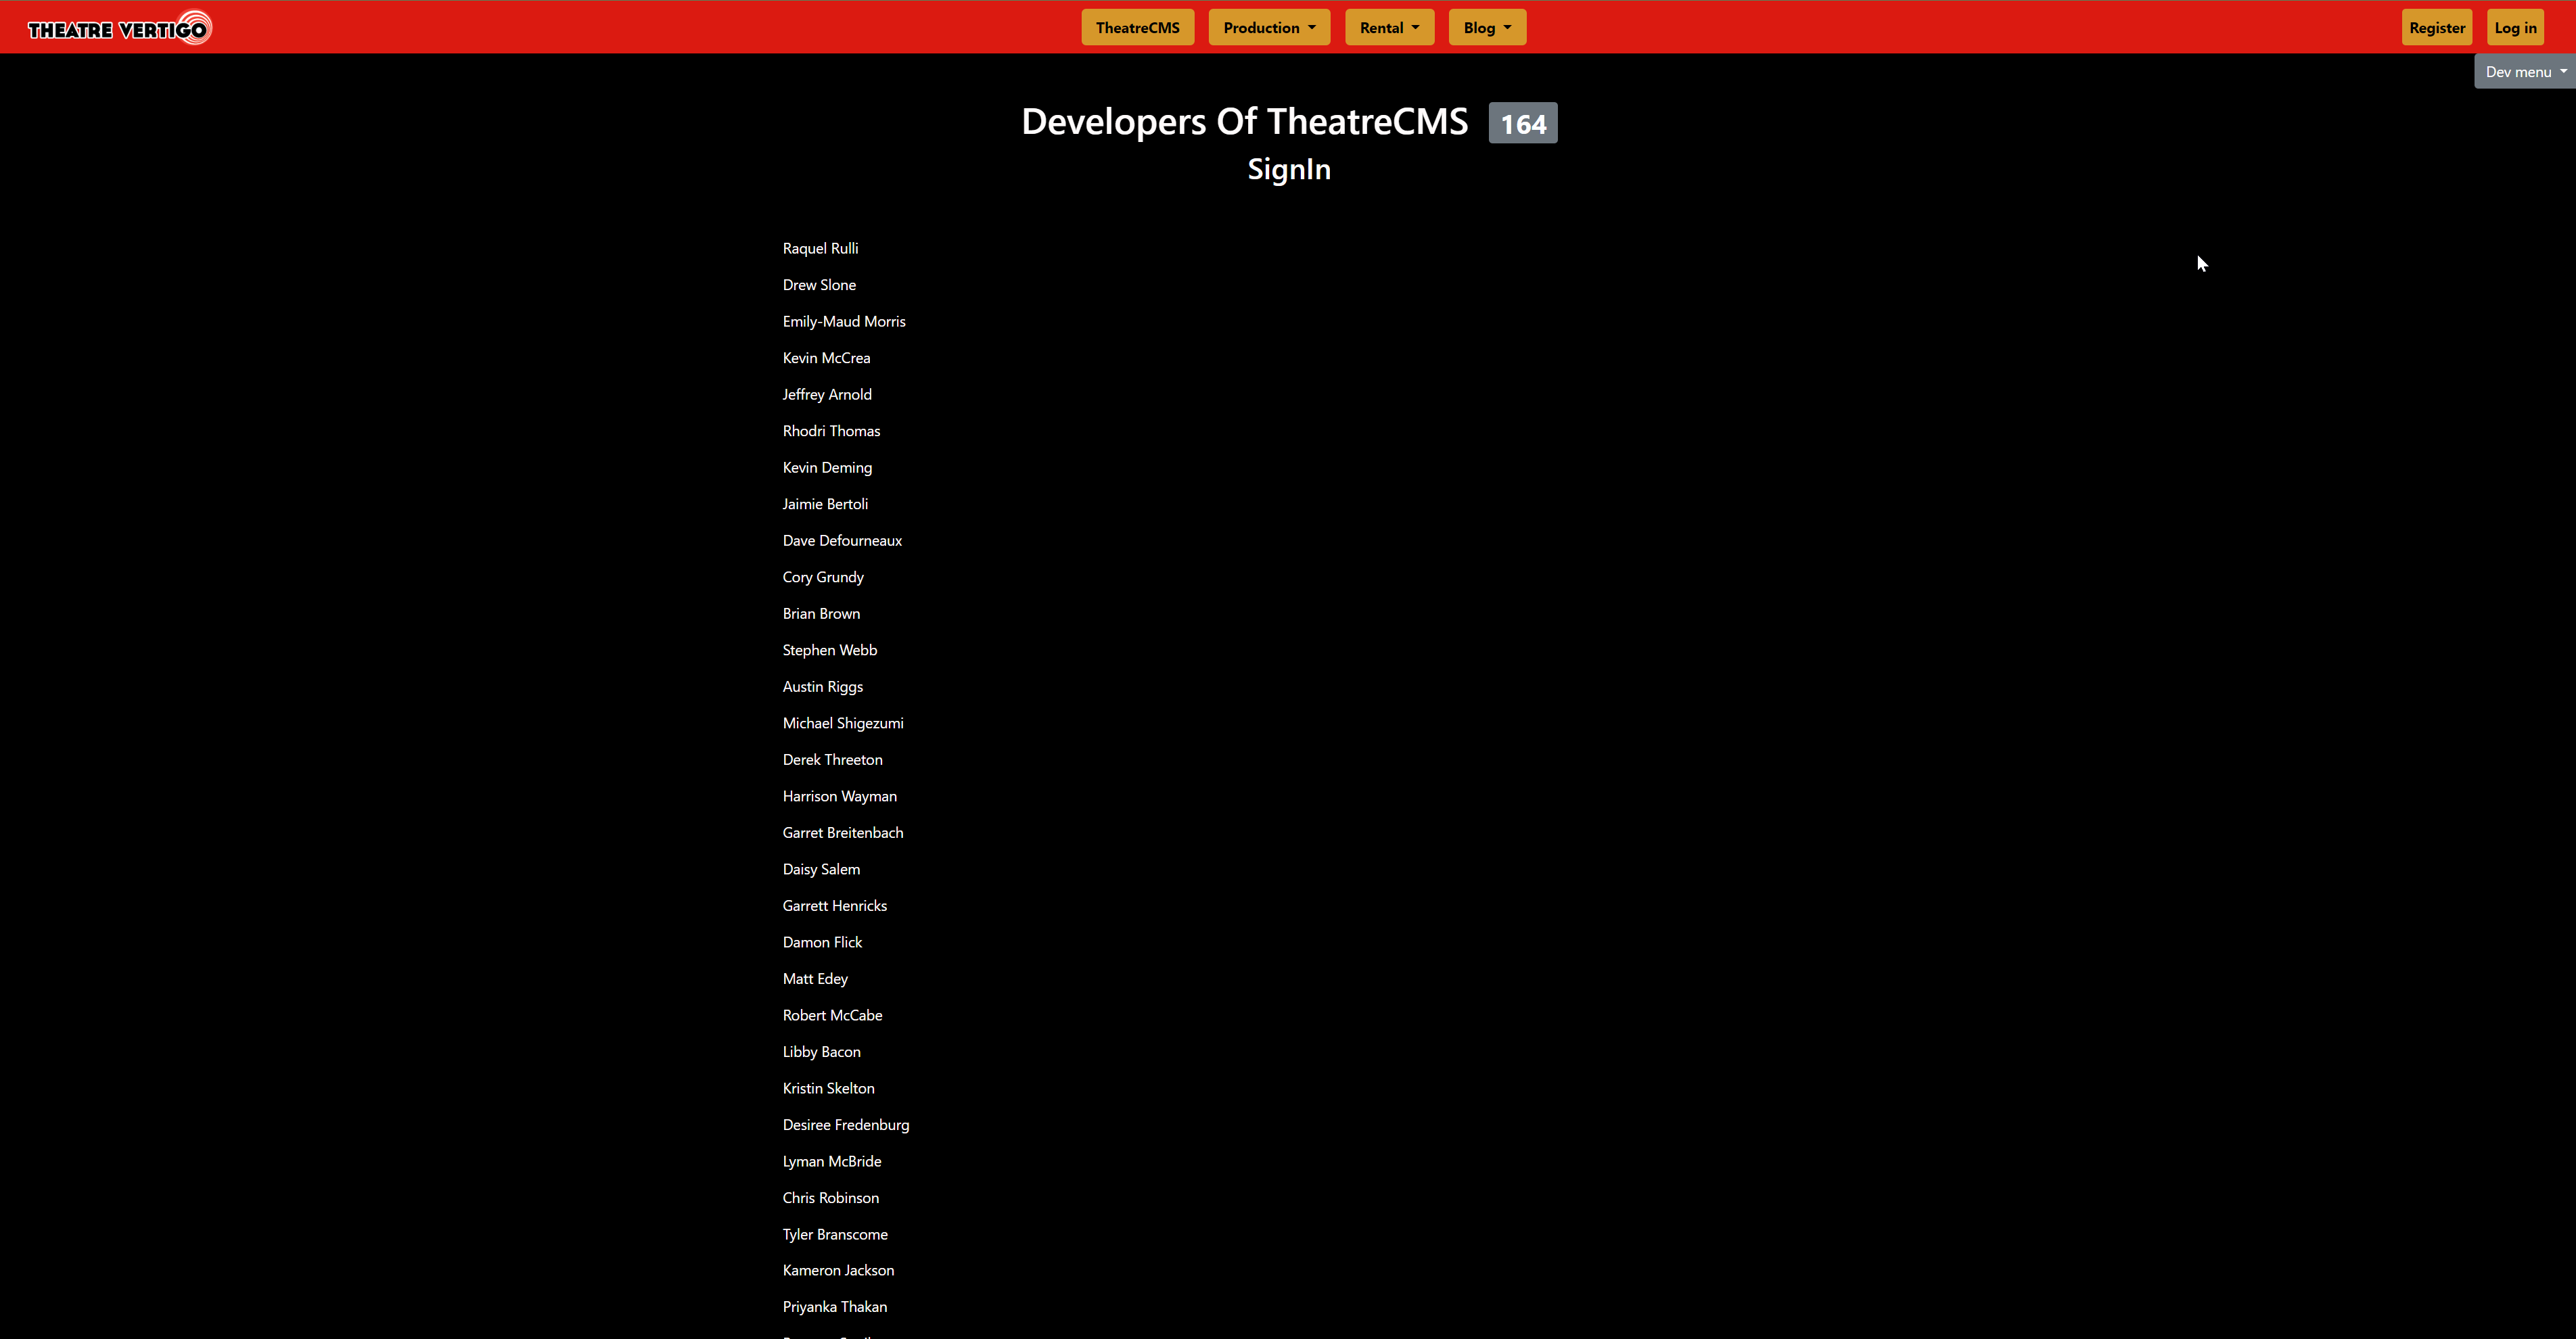 THEATRE VERTIGO
TheatreCMS Production Rental Blog Register Log in
Dev menu
Developers Of TheatreCMS 164
SignIn
Raquel Rulli
Drew Slone
Emily-Maud Morris
Kevin McCrea
Jeffrey Arnold
Rhodri Thomas
Kevin Deming
Jaimie Bertoli
Dave Defourneaux
Cory Grundy
Brian Brown
Stephen Webb
Austin Riggs
Michael Shigezumi
Derek Threeton
Harrison Wayman
Garret Breitenbach
Daisy Salem
Garrett Henricks
Damon Flick
Matt Edey
Robert McCabe
Libby Bacon
Kristin Skelton
Desiree Fredenburg
Lyman McBride
Chris Robinson
Tyler Branscome
Kameron Jackson
Priyanka Thakan